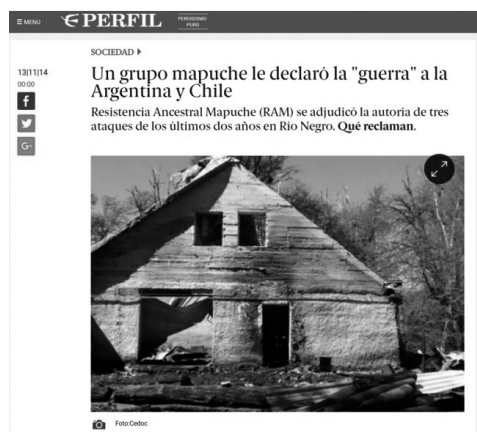 MENU
PERFIL
PERIODISMO
PURO
SOCIEDAD
13|11|14
00:00
Un grupo mapuche le declaró la "guerra" a la
Argentina y Chile
Resistencia Ancestral Mapuche (RAM) se adjudicó la autoria de tres
ataques de los últimos dos años en Río Negro. Qué reclaman.
f
G+
Foto:Cedoc